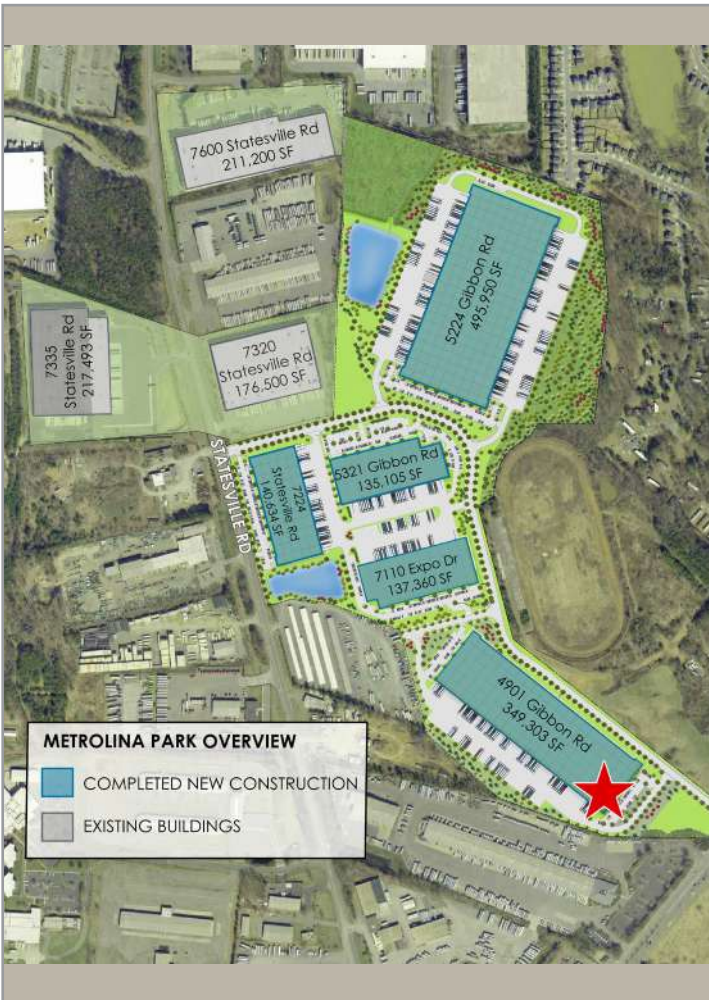 7600 Statesville Rd
211,200 SF
5224 Gibbon Rd
495,950 SF
7335
Statesville Rd
217,493 SF
7320
Statesville Rd
176,500 SF
STATESVILLE RD
7224
Statesville Rd
140,634 SF
5321 Gibbon Rd
135,105 SF
7110 Expo Dr
137,360 SF
4901 Gibbon Rd
349,303 SF
METROLINA PARK OVERVIEW
COMPLETED NEW CONSTRUCTION
EXISTING BUILDINGS